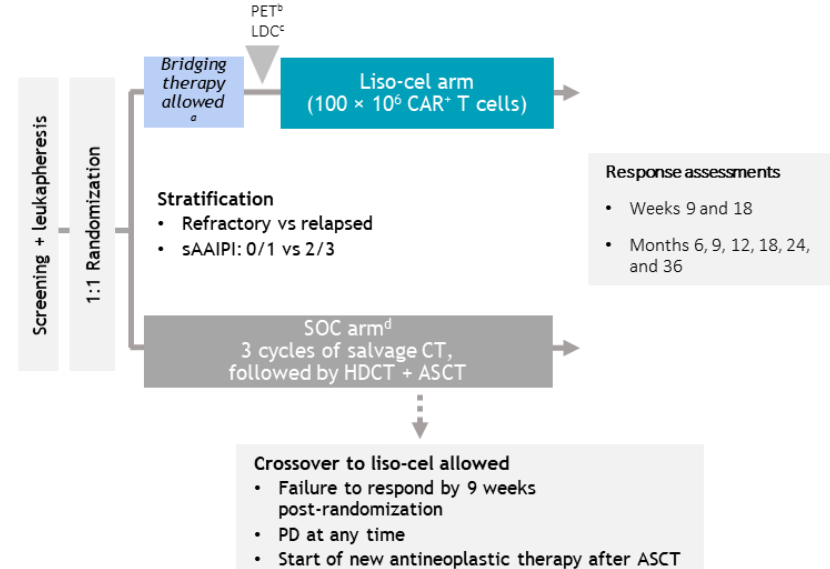 PETᵇ
LDCᶜ
Bridging
therapy
allowed
a
Liso-cel arm
(100 × 10⁶ CAR⁺ T cells)
Screening + leukapheresis
1:1 Randomization
Stratification
• Refractory vs relapsed
• sAAIPI: 0/1 vs 2/3
Response assessments
• Weeks 9 and 18
• Months 6, 9, 12, 18, 24,
and 36
SOC armᵈ
3 cycles of salvage CT,
followed by HDCT + ASCT
Crossover to liso-cel allowed
• Failure to respond by 9 weeks
post-randomization
• PD at any time
• Start of new antineoplastic therapy after ASCT